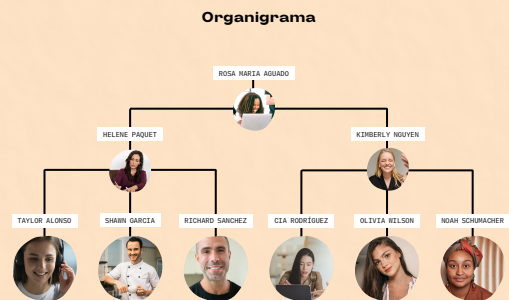 Organigrama
ROSA MARIA AGUADO
HELENE PAQUET
KIMBERLY NGUYEN
TAYLOR ALONSO
SHAWN GARCIA
RICHARD SANCHEZ
CIA RODRÍGUEZ
OLIVIA WILSON
NOAH SCHUMACHER